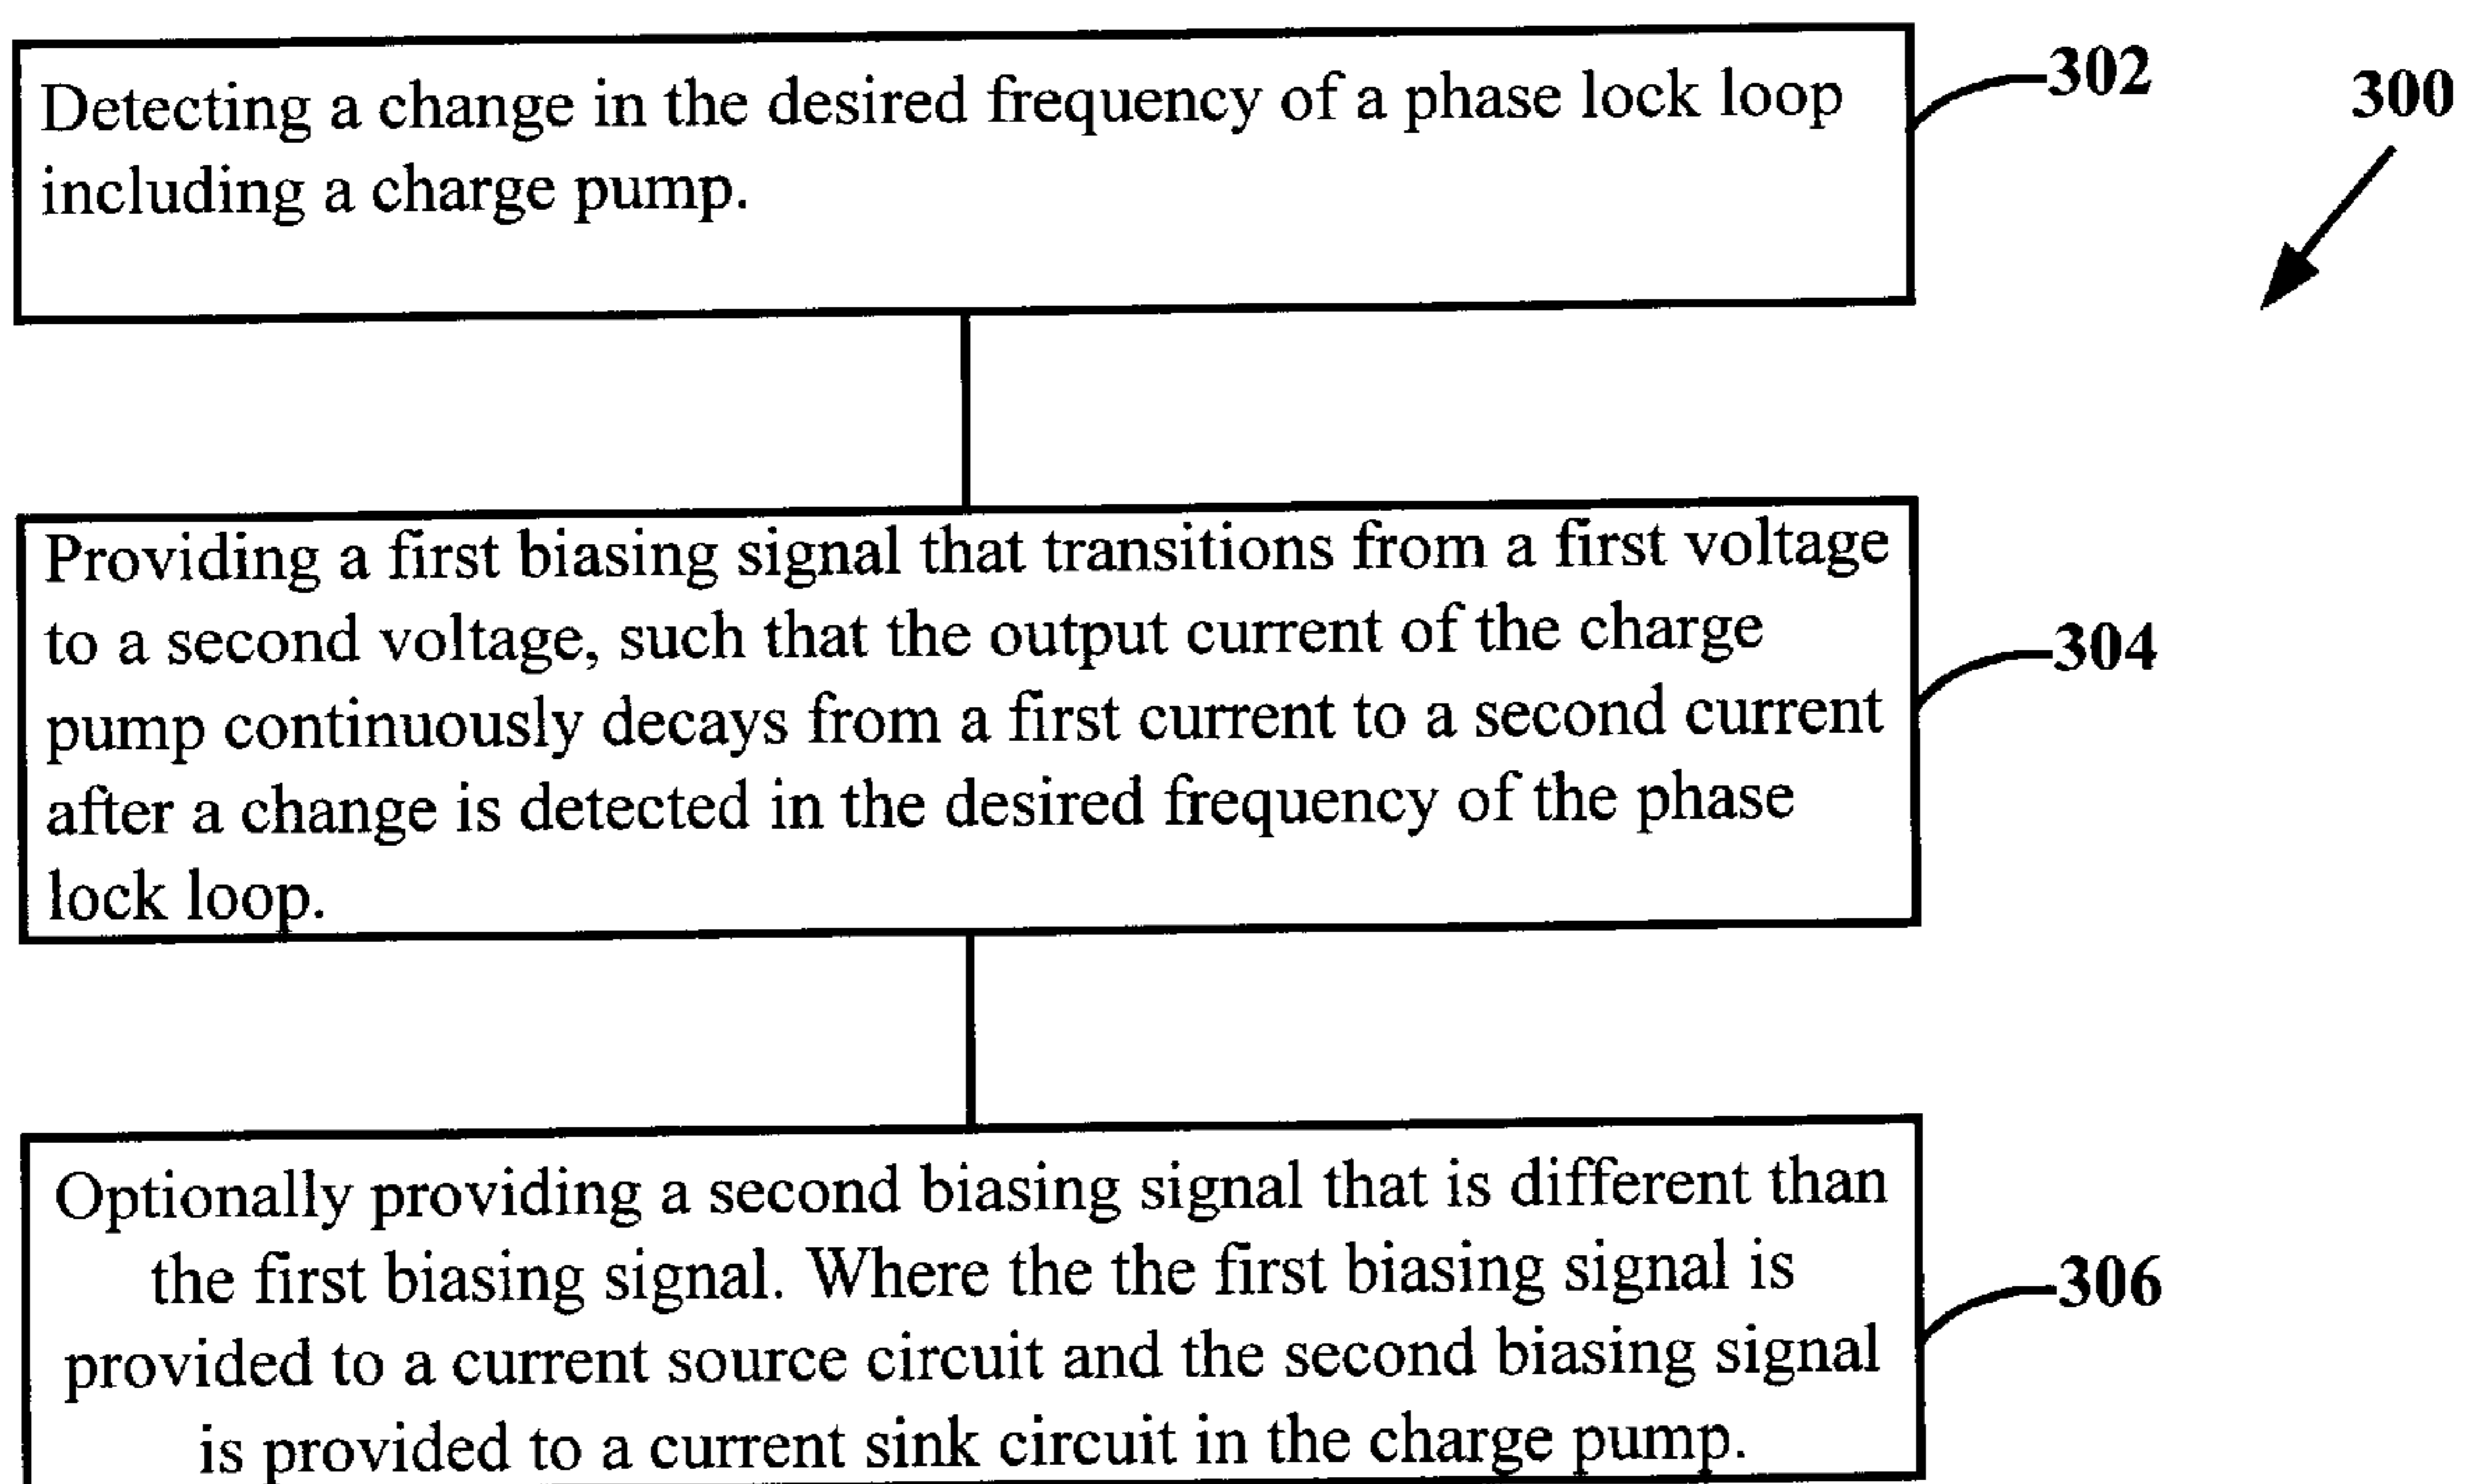 Detecting a change in the desired frequency of a phase lock loop
including a charge pump.
302
300
Providing a first biasing signal that transitions from a first voltage
to a second voltage, such that the output current of the charge
pump continuously decays from a first current to a second current
after a change is detected in the desired frequency of the phase
lock loop.
304
Optionally providing a second biasing signal that is different than
the first biasing signal. Where the the first biasing signal is
provided to a current source circuit and the second biasing signal
is provided to a current sink circuit in the charge pump.
306